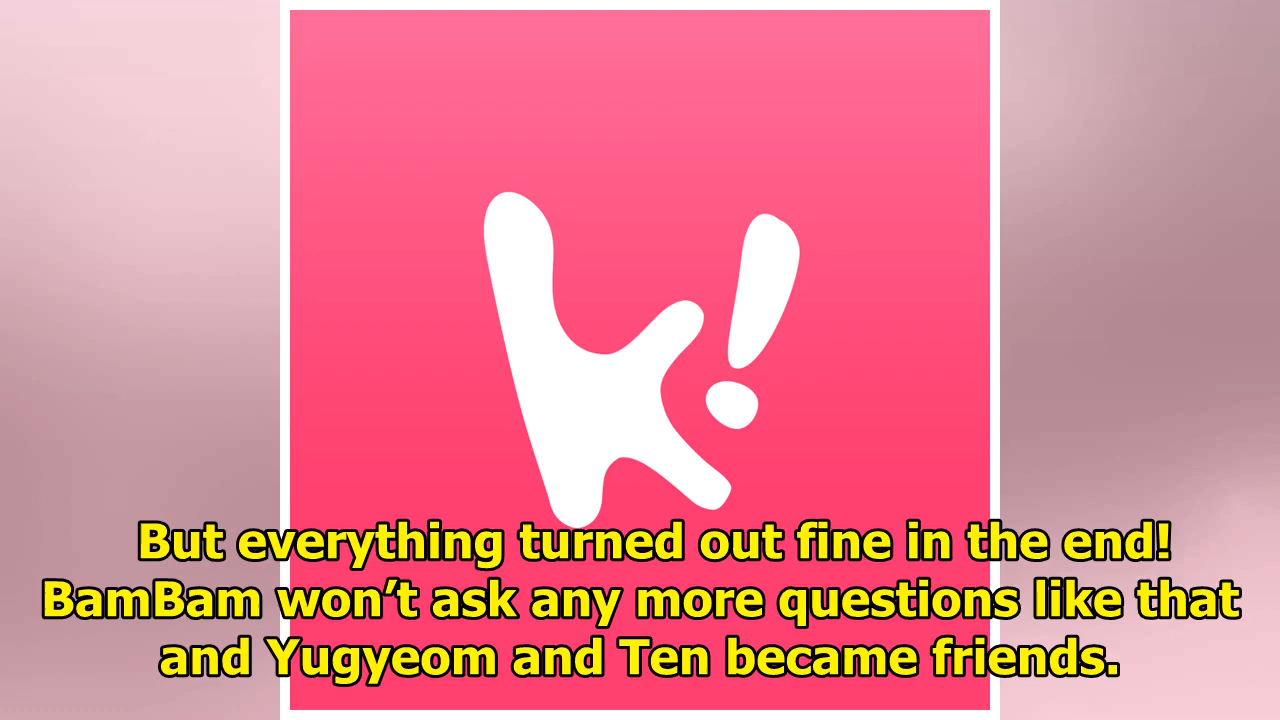 k!
But everything turned out fine in the end!
BamBam won’t ask any more questions like that
and Yugyeom and Ten became friends.